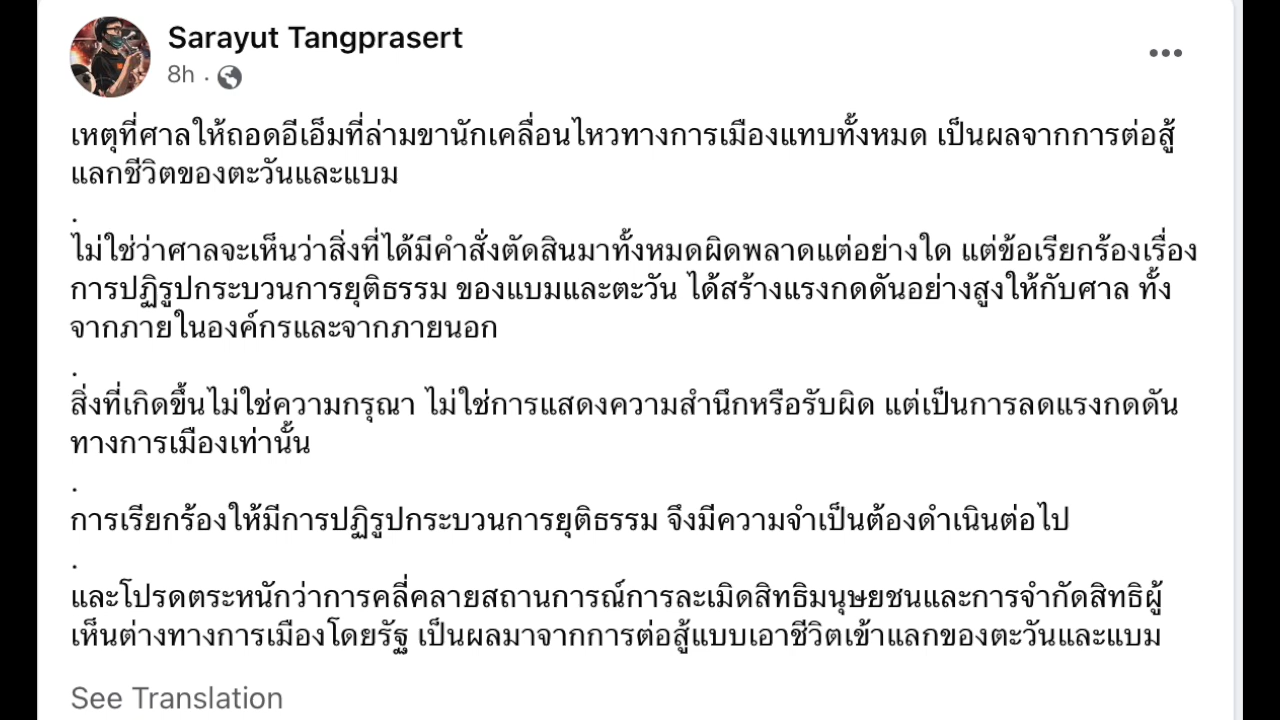 Sarayut Tangprasert
8h ·
เหตุที่ศาลให้ถอดอีเอ็มที่ล่ามขานักเคลื่อนไหวทางการเมืองแทบทั้งหมด เป็นผลจากการต่อสู้
แลกชีวิตของตะวันและแบม
.
ไม่ใช่ว่าศาลจะเห็นว่าสิ่งที่ได้มีคำสั่งตัดสินมาทั้งหมดผิดพลาดแต่อย่างใด แต่ข้อเรียกร้องเรื่อง
การปฏิรูปกระบวนการยุติธรรม ของแบมและตะวัน ได้สร้างแรงกดดันอย่างสูงให้กับศาล ทั้ง
จากภายในองค์กรและจากภายนอก
.
สิ่งที่เกิดขึ้นไม่ใช่ความกรุณา ไม่ใช่การแสดงความสำนึกหรือรับผิด แต่เป็นการลดแรงกดดัน
ทางการเมืองเท่านั้น
.
การเรียกร้องให้มีการปฏิรูปกระบวนการยุติธรรม จึงมีความจำเป็นต้องดำเนินต่อไป
.
และโปรดตระหนักว่าการคลี่คลายสถานการณ์การละเมิดสิทธิมนุษยชนและการจำกัดสิทธิผู้
เห็นต่างทางการเมืองโดยรัฐ เป็นผลมาจากการต่อสู้แบบเอาชีวิตเข้าแลกของตะวันและแบม
See Translation